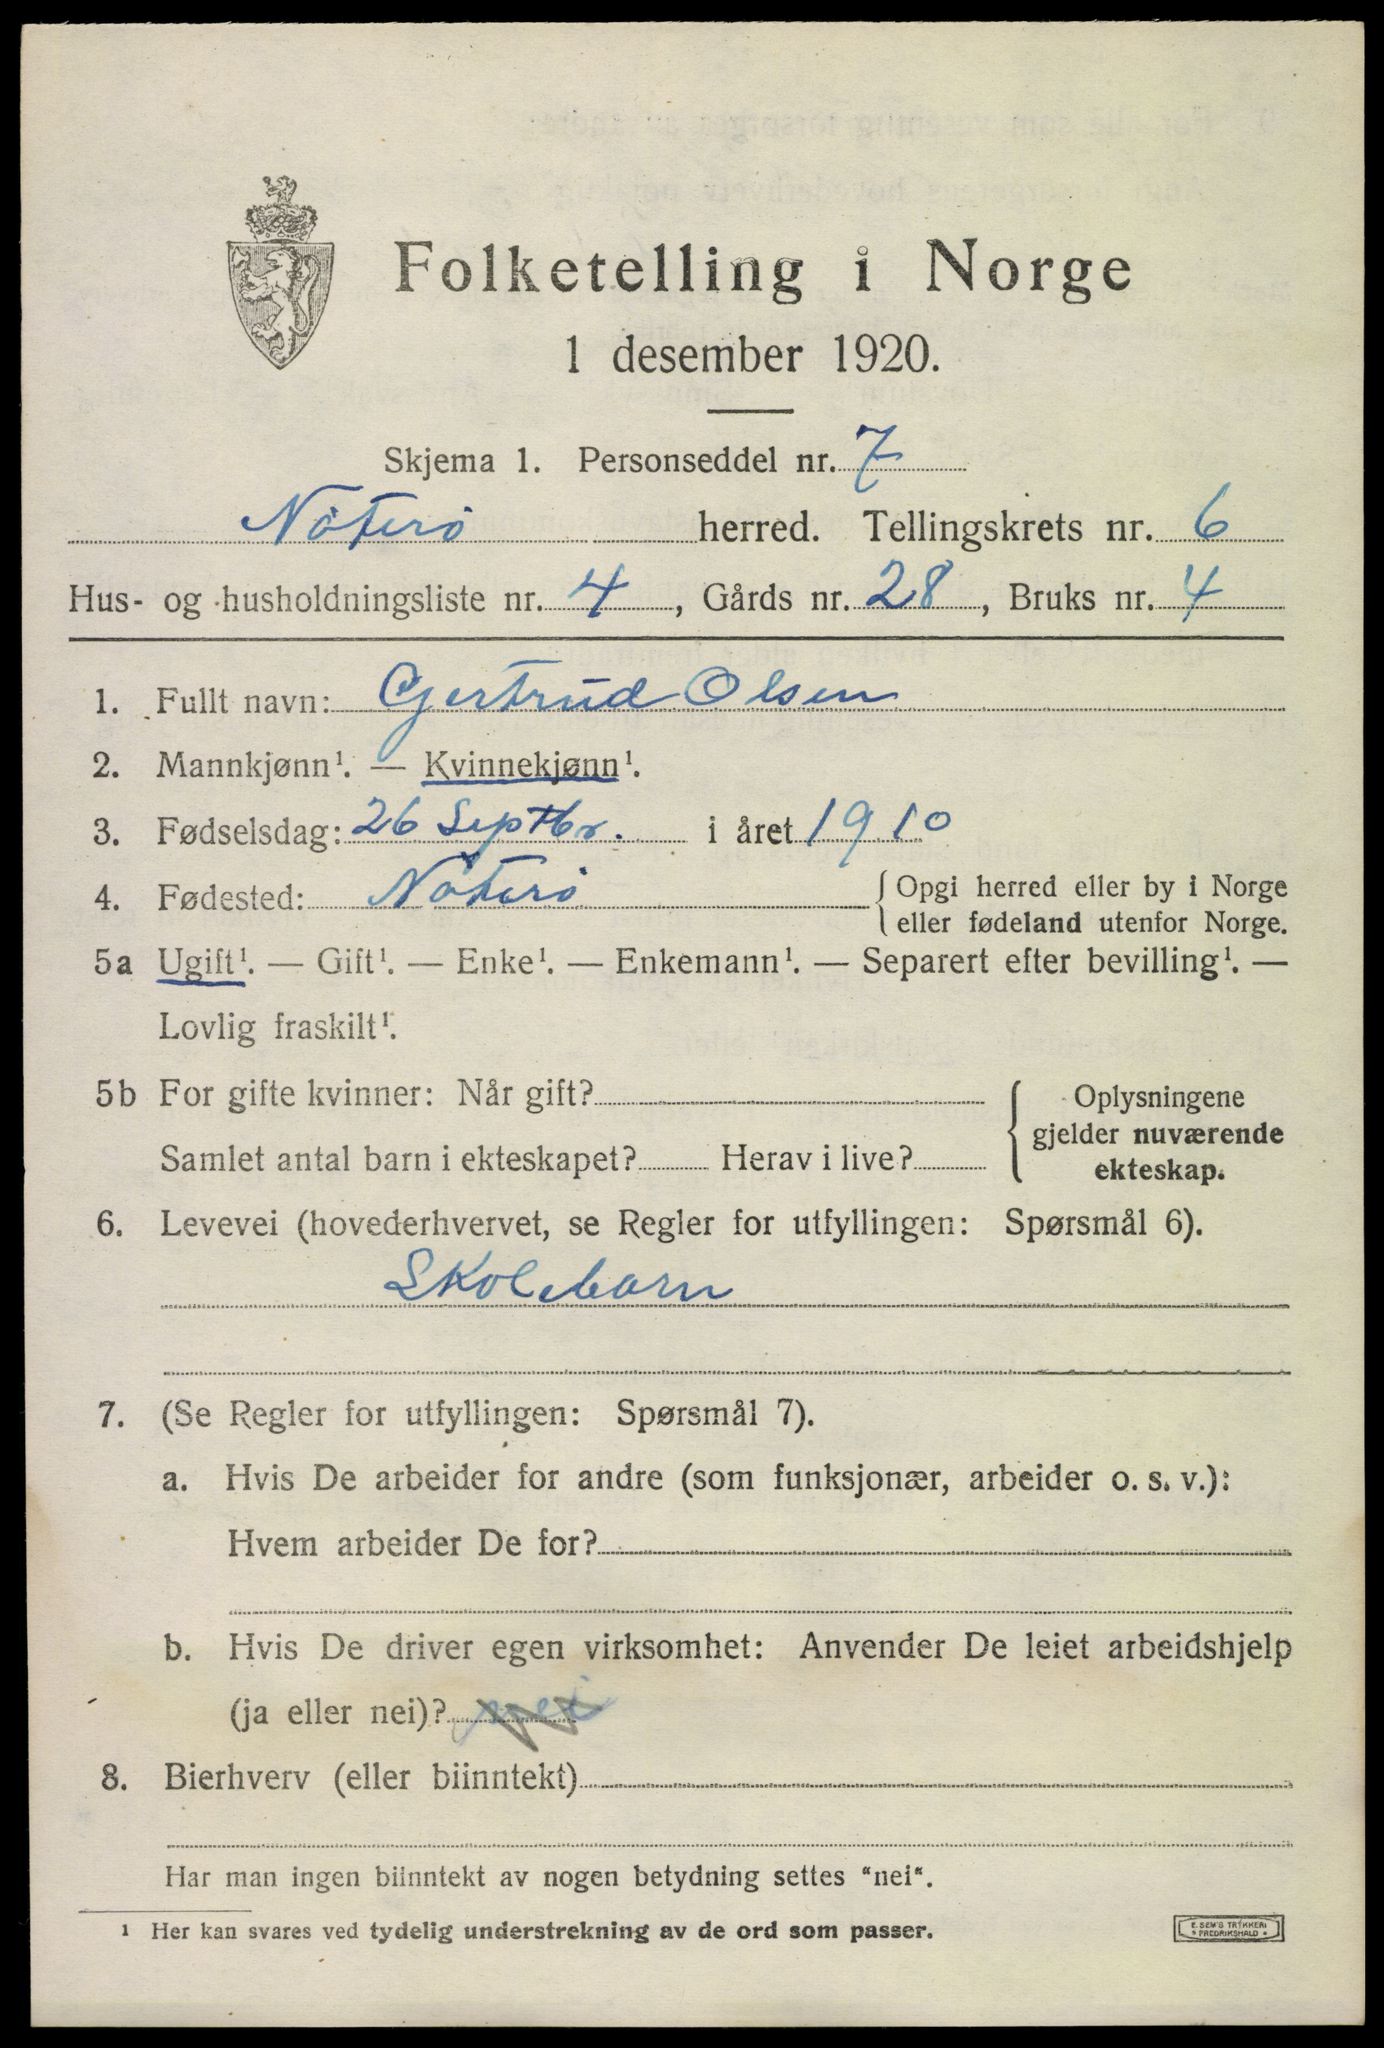 Folketelling i Norge
1 desember 1920.
Skjema 1. Personseddel nr. 7
Nöterö herred. Tellingskrets nr. 6
Hus- og husholdningsliste nr. 4, Gårds nr. 28, Bruks nr. 4
1. Fullt navn: Gjertrud Olsen
2. Mannkjønn¹. — Kvinnekjønn¹.
3. Fødselsdag: 26 Septbr. i året 1910
4. Fødested: Nöterö { Opgi herred eller by i Norge
eller fødeland utenfor Norge.
5a Ugift¹. — Gift¹. — Enke¹. — Enkemann¹. — Separert efter bevilling¹. —
Lovlig fraskilt¹.
5b For gifte kvinner: Når gift? { Oplysningene
gjelder nuværende
Samlet antal barn i ekteskapet? Herav i live?
ekteskap.
6. Levevei (hovederhvervet, se Regler for utfyllingen: Spørsmål 6).
Skolebarn
7. (Se Regler for utfyllingen: Spørsmål 7).
a. Hvis De arbeider for andre (som funksjonær, arbeider o. s. v.):
Hvem arbeider De for?
b. Hvis De driver egen virksomhet: Anvender De leiet arbeidshjelp
(ja eller nei)? nei
8. Bierhverv (eller biinntekt)
Har man ingen biinntekt av nogen betydning settes "nei".
¹ Her kan svares ved tydelig understrekning av de ord som passer.
E. SEM'S TRYKKERI
FREDRIKSHALD